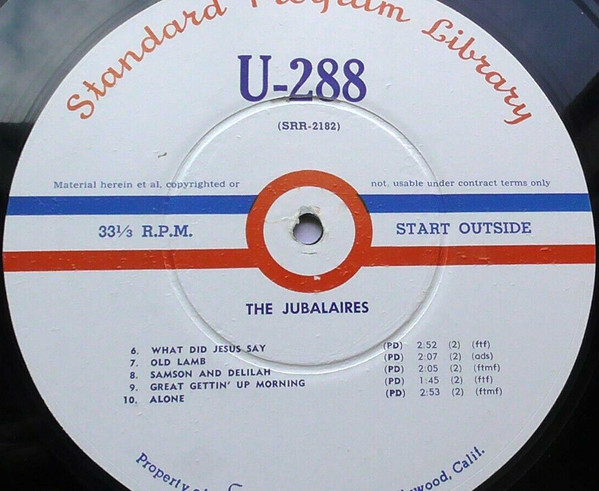 Standard Program Library
U-288
(SRR-2182)
Material herein et al, copyrighted or not, usable under contract terms only
33⅓ R.P.M. START OUTSIDE
THE JUBALAIRES
6. WHAT DID JESUS SAY (PD) 2:52 (2) (ftf)
7. OLD LAMB (PD) 2:07 (2) (ads)
8. SAMSON AND DELILAH (PD) 2:05 (2) (ftmf)
9. GREAT GETTIN' UP MORNING (PD) 1:45 (2) (ftf)
10. ALONE (PD) 2:53 (2) (ftmf)
Property Calif.